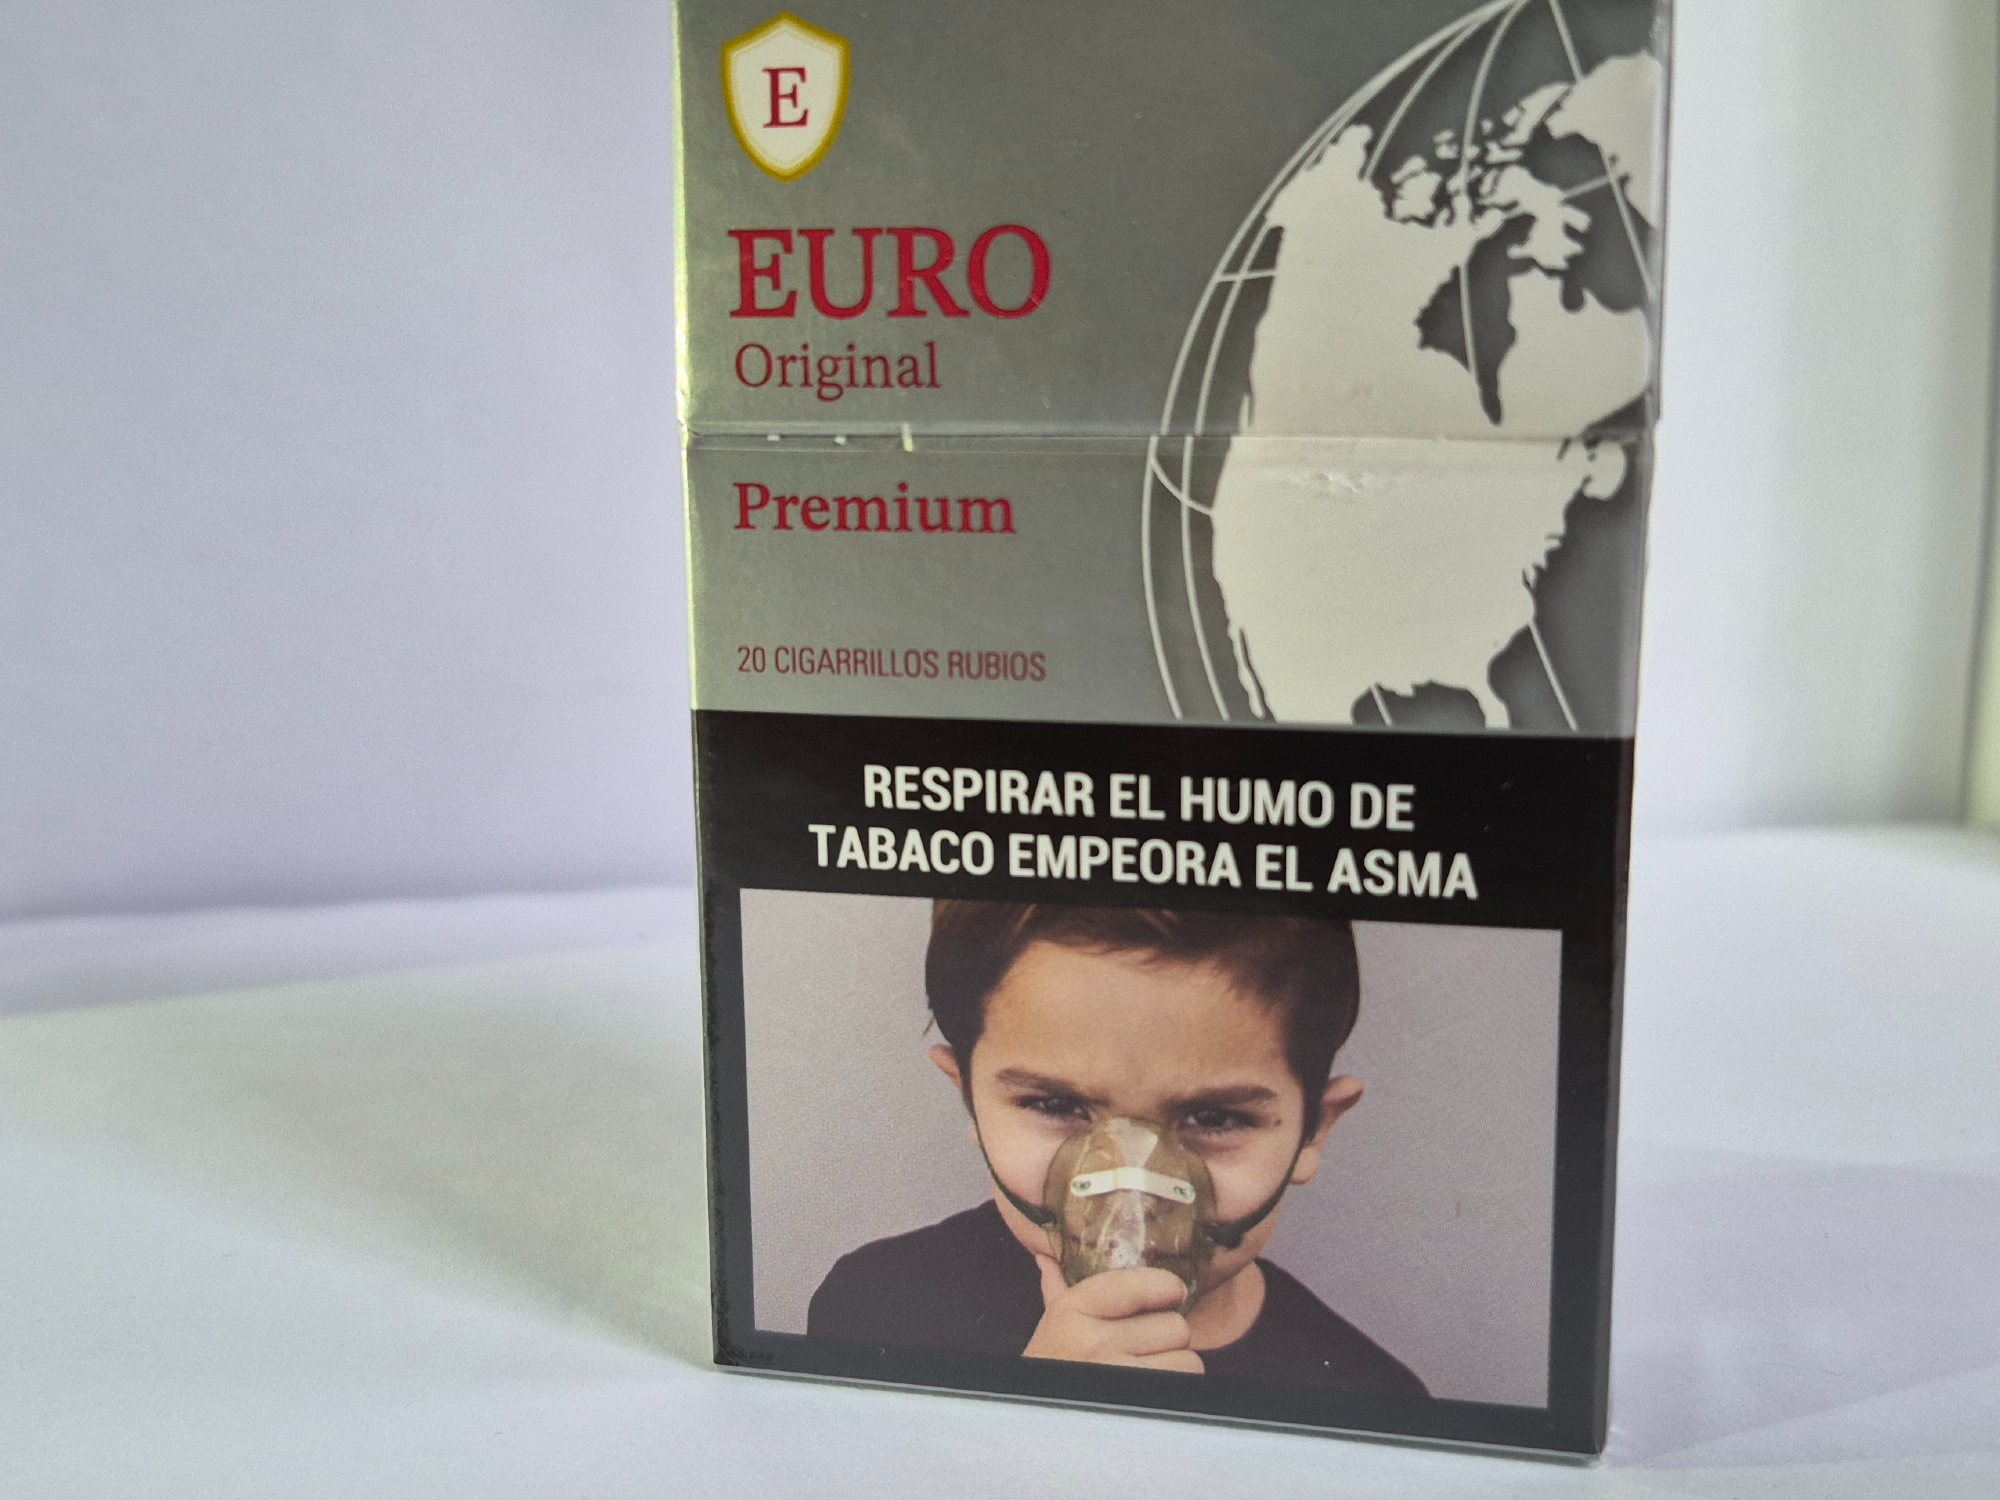 E
EURO
Original
Premium
20 CIGARRILLOS RUBIOS
RESPIRAR EL HUMO DE
TABACO EMPEORA EL ASMA